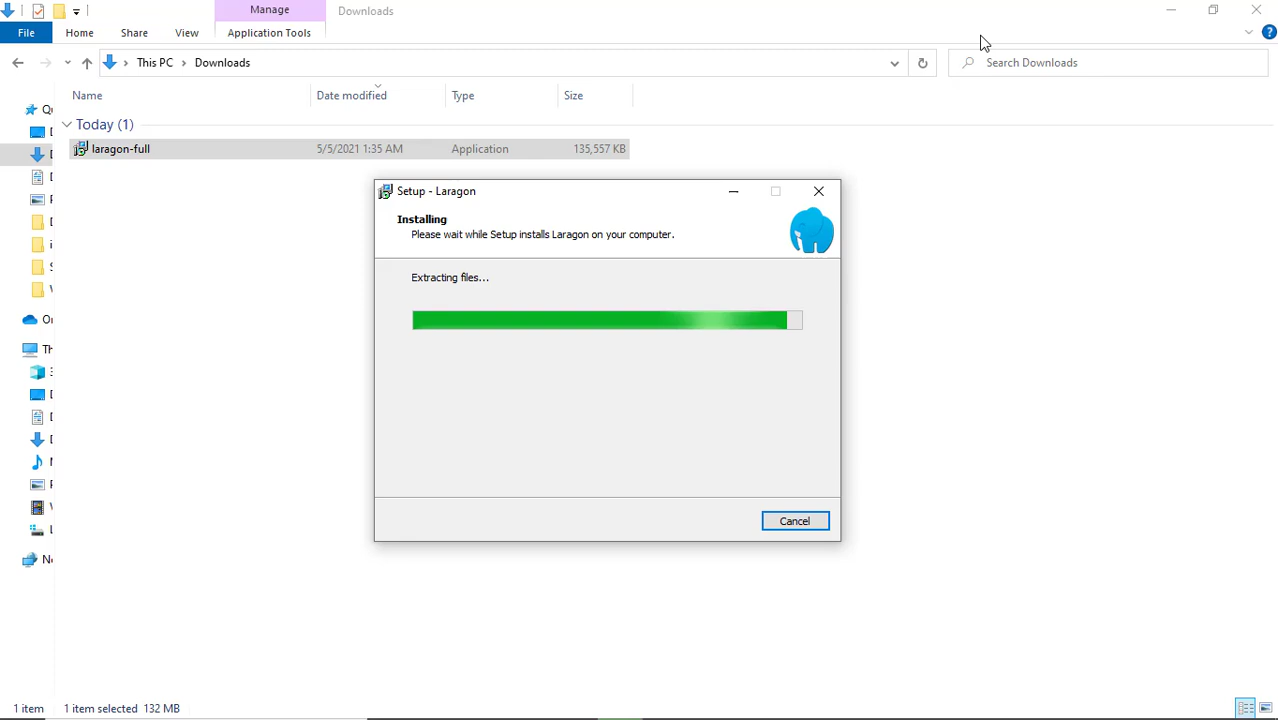 Manage
Downloads
File
Home
Share
View
Application Tools
This PC
Downloads
Search Downloads
Name
Date modified
Type
Size
Today (1)
laragon-full
5/5/2021 1:35 AM
Application
135,557 KB
Setup - Laragon
Installing
Please wait while Setup installs Laragon on your computer.
Extracting files...
Cancel
1 item
1 item selected 132 MB